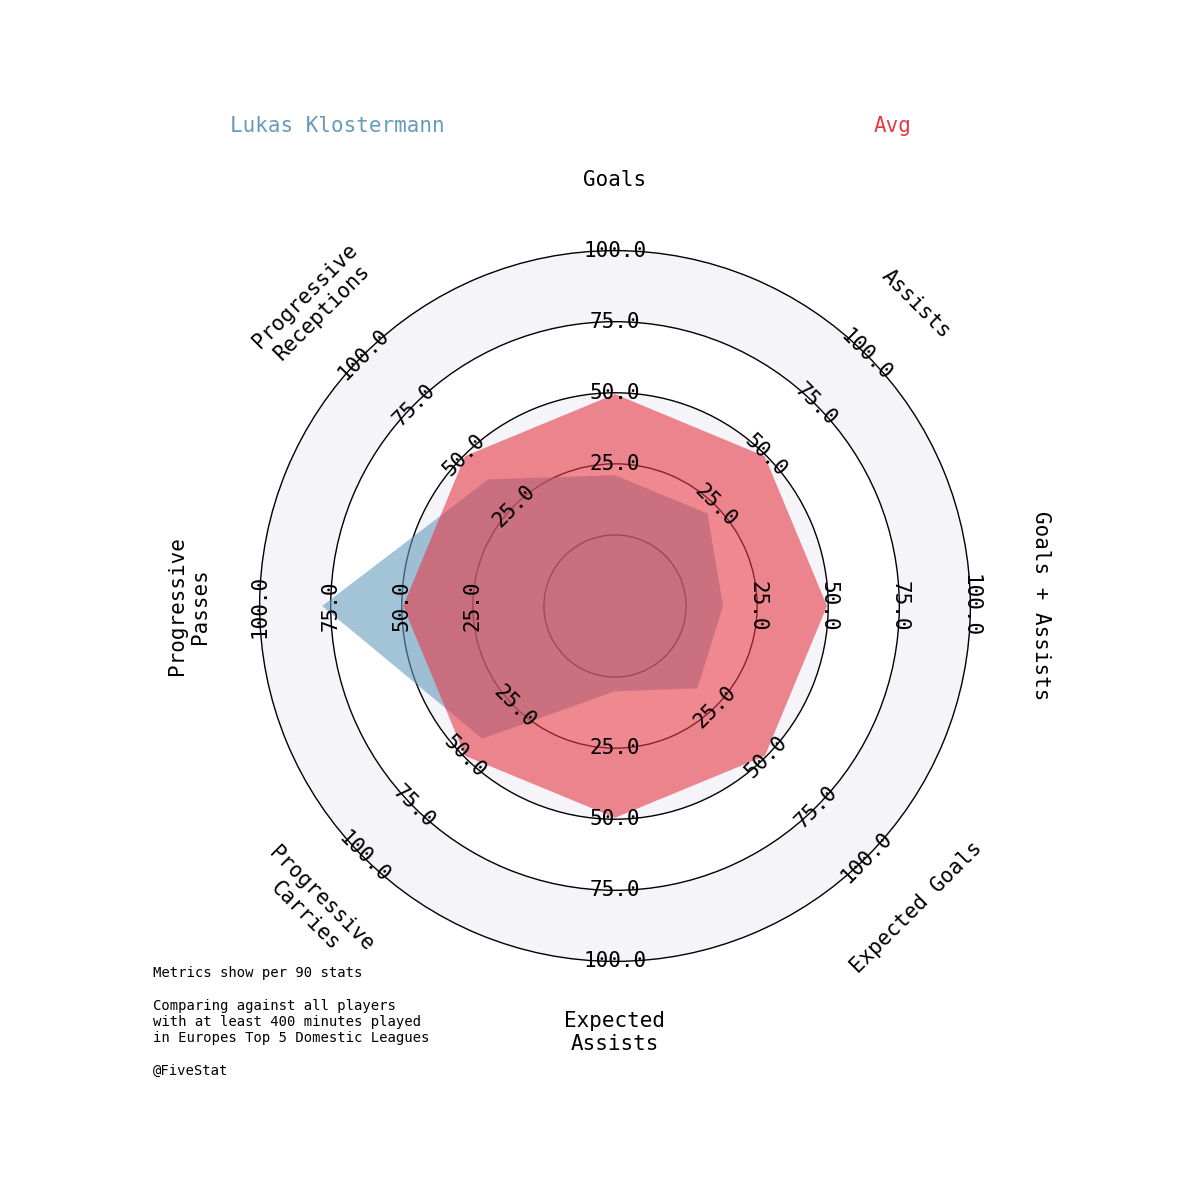 Lukas Klostermann
Avg
Goals
Progressive
Receptions
Assists
100.0
75.0
50.0
25.0
100.0
75.0
50.0
25.0
Goals + Assists
100.0
75.0
50.0
25.0
Expected Goals
100.0
75.0
50.0
25.0
Expected
Assists
100.0
75.0
50.0
25.0
Progressive
Carries
100.0
75.0
50.0
25.0
Progressive
Passes
100.0
75.0
50.0
25.0
100.0
75.0
50.0
25.0
Metrics show per 90 stats
Comparing against all players
with at least 400 minutes played
in Europes Top 5 Domestic Leagues
@FiveStat